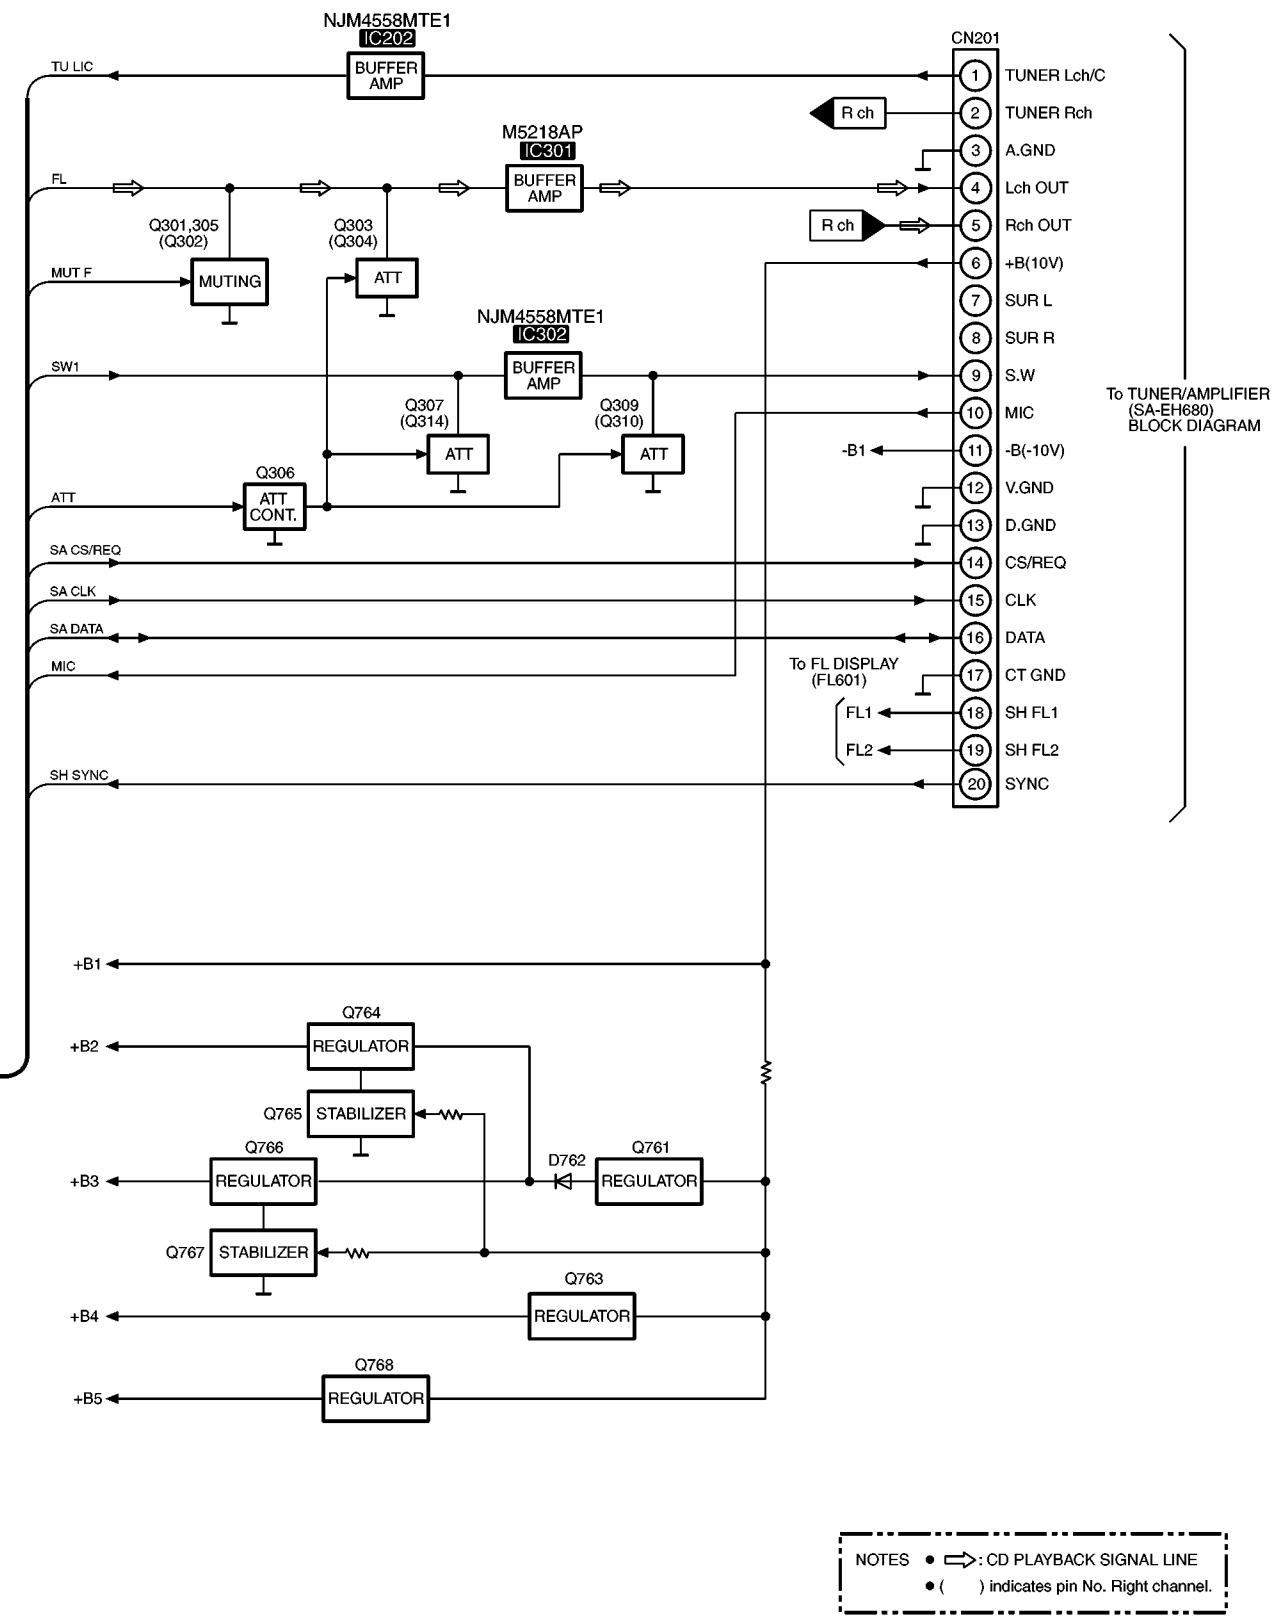 NJM4558MTE1
IC202
CN201
TU LIC
BUFFER
AMP
1
TUNER Lch/C
R ch
2
TUNER Rch
M5218AP
IC301
3
A.GND
FL
BUFFER
AMP
4
Lch OUT
Q301,305
(Q302)
Q303
(Q304)
R ch
5
Rch OUT
MUT F
MUTING
ATT
6
+B(10V)
7
SUR L
NJM4558MTE1
IC302
8
SUR R
SW1
BUFFER
AMP
9
S.W
To TUNER/AMPLIFIER
(SA-EH680)
BLOCK DIAGRAM
Q307
(Q314)
Q309
(Q310)
10
MIC
ATT
ATT
-B1
11
-B(-10V)
Q306
12
V.GND
ATT
ATT
CONT.
13
D.GND
SA CS/REQ
14
CS/REQ
SA CLK
15
CLK
SA DATA
16
DATA
MIC
To FL DISPLAY
(FL601)
17
CT GND
FL1
18
SH FL1
FL2
19
SH FL2
SH SYNC
20
SYNC
+B1
Q764
+B2
REGULATOR
Q765
STABILIZER
Q766
D762
Q761
+B3
REGULATOR
REGULATOR
Q767
STABILIZER
Q763
+B4
REGULATOR
Q768
+B5
REGULATOR
NOTES ● : CD PLAYBACK SIGNAL LINE
● ( ) indicates pin No. Right channel.